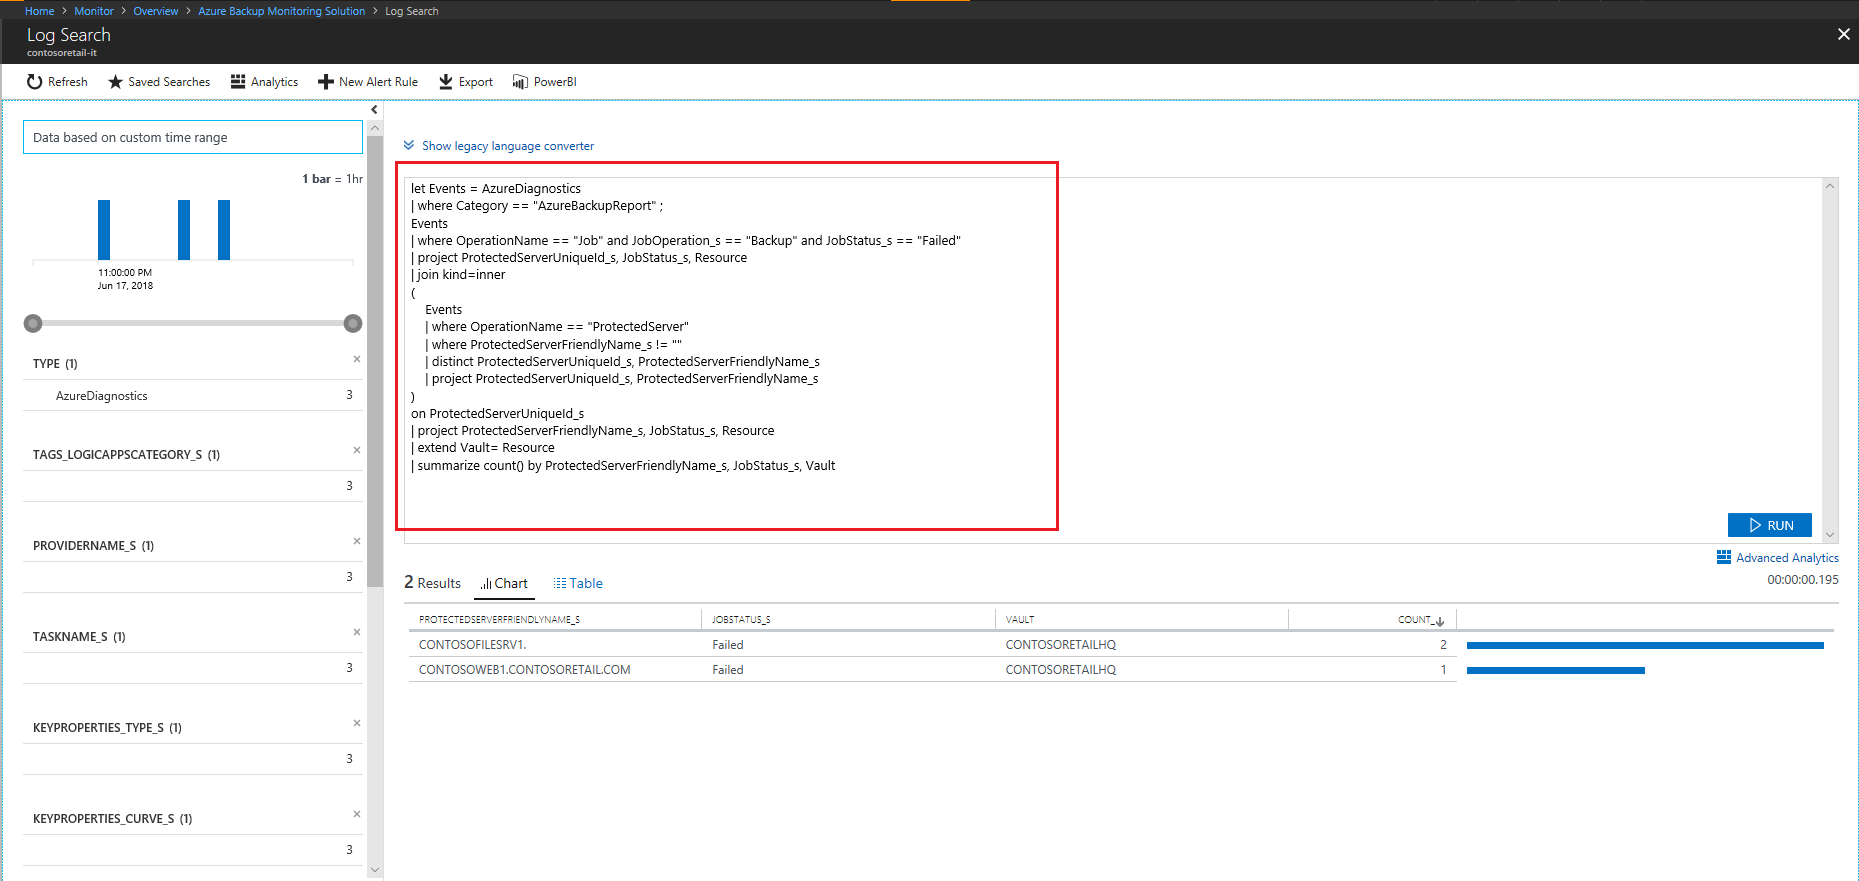 Home > Monitor > Overview > Azure Backup Monitoring Solution > Log Search
Log Search
contosoretail-it
Refresh Saved Searches Analytics New Alert Rule Export PowerBI
Data based on custom time range
1 bar = 1hr
11:00:00 PM
Jun 17, 2018
TYPE (1)
AzureDiagnostics 3
TAGS_LOGICAPPSCATEGORY_S (1)
3
PROVIDERNAME_S (1)
3
TASKNAME_S (1)
3
KEYPROPERTIES_TYPE_S (1)
3
KEYPROPERTIES_CURVE_S (1)
3
Show legacy language converter
let Events = AzureDiagnostics
| where Category == "AzureBackupReport" ;
Events
| where OperationName == "Job" and JobOperation_s == "Backup" and JobStatus_s == "Failed"
| project ProtectedServerUniqueId_s, JobStatus_s, Resource
| join kind=inner
(
Events
| where OperationName == "ProtectedServer"
| where ProtectedServerFriendlyName_s != ""
| distinct ProtectedServerUniqueId_s, ProtectedServerFriendlyName_s
| project ProtectedServerUniqueId_s, ProtectedServerFriendlyName_s
)
on ProtectedServerUniqueId_s
| project ProtectedServerFriendlyName_s, JobStatus_s, Resource
| extend Vault= Resource
| summarize count() by ProtectedServerFriendlyName_s, JobStatus_s, Vault
RUN
Advanced Analytics
00:00:00.195
2 Results Chart Table
PROTECTEDSERVERFRIENDLYNAME_S JOBSTATUS_S VAULT COUNT_
CONTOSOFILESRV1. Failed CONTOSORETAILHQ 2
CONTOSOWEB1.CONTOSORETAIL.COM Failed CONTOSORETAILHQ 1